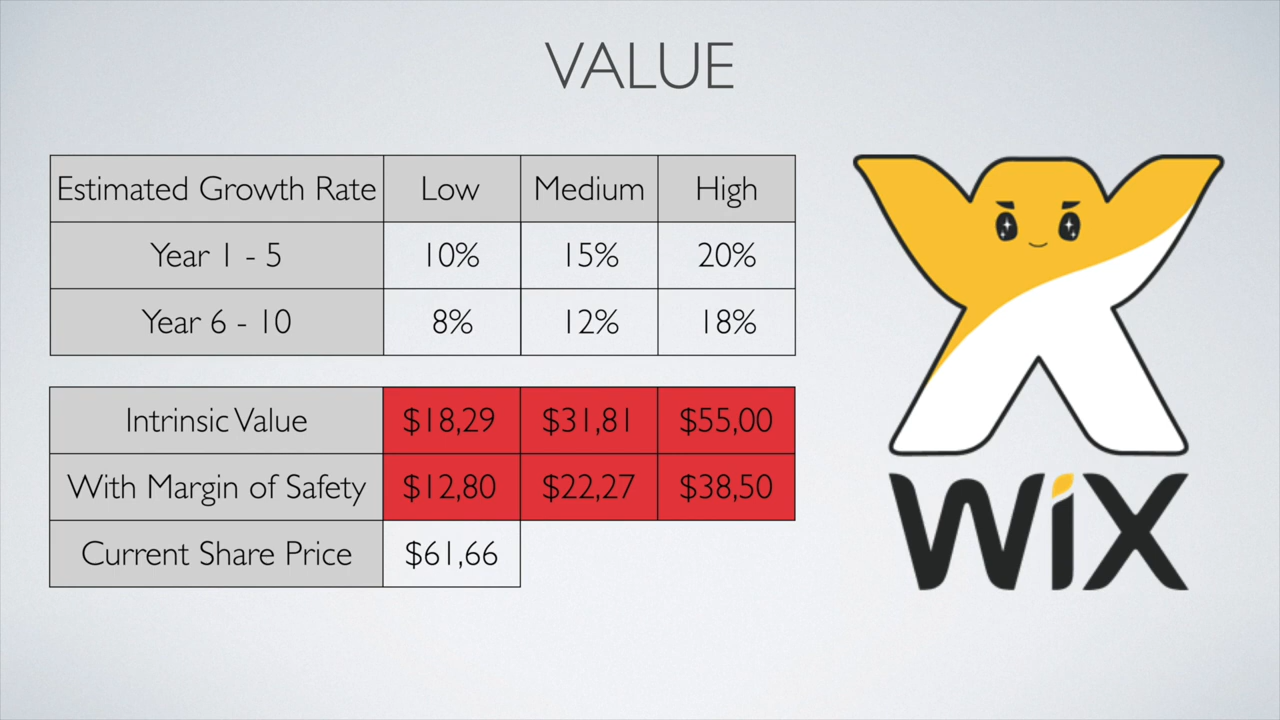 VALUE
Estimated Growth Rate Low Medium High
Year 1 - 5 10% 15% 20%
Year 6 - 10 8% 12% 18%
Intrinsic Value $18,29 $31,81 $55,00
With Margin of Safety $12,80 $22,27 $38,50
Current Share Price $61,66
WiX